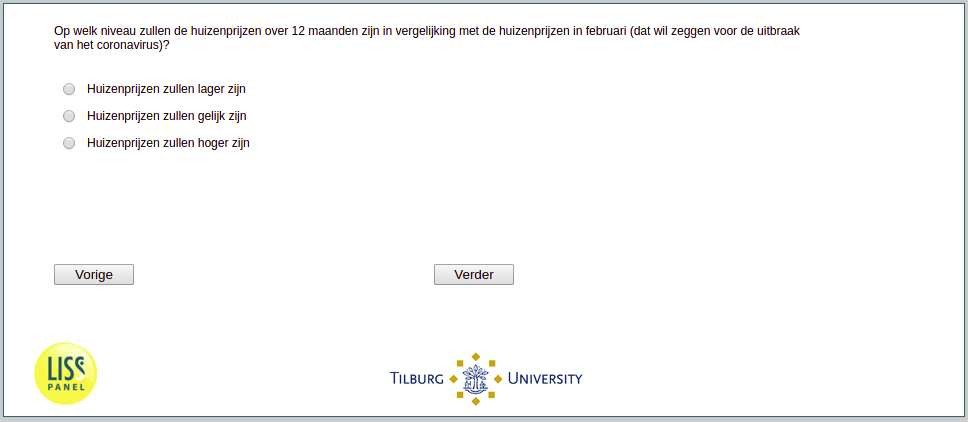 Op welk niveau zullen de huizenprijzen over 12 maanden zijn in vergelijking met de huizenprijzen in februari (dat wil zeggen voor de uitbraak
van het coronavirus)?
Huizenprijzen zullen lager zijn
Huizenprijzen zullen gelijk zijn
Huizenprijzen zullen hoger zijn
Vorige
Verder
LISS
PANEL
TILBURG UNIVERSITY